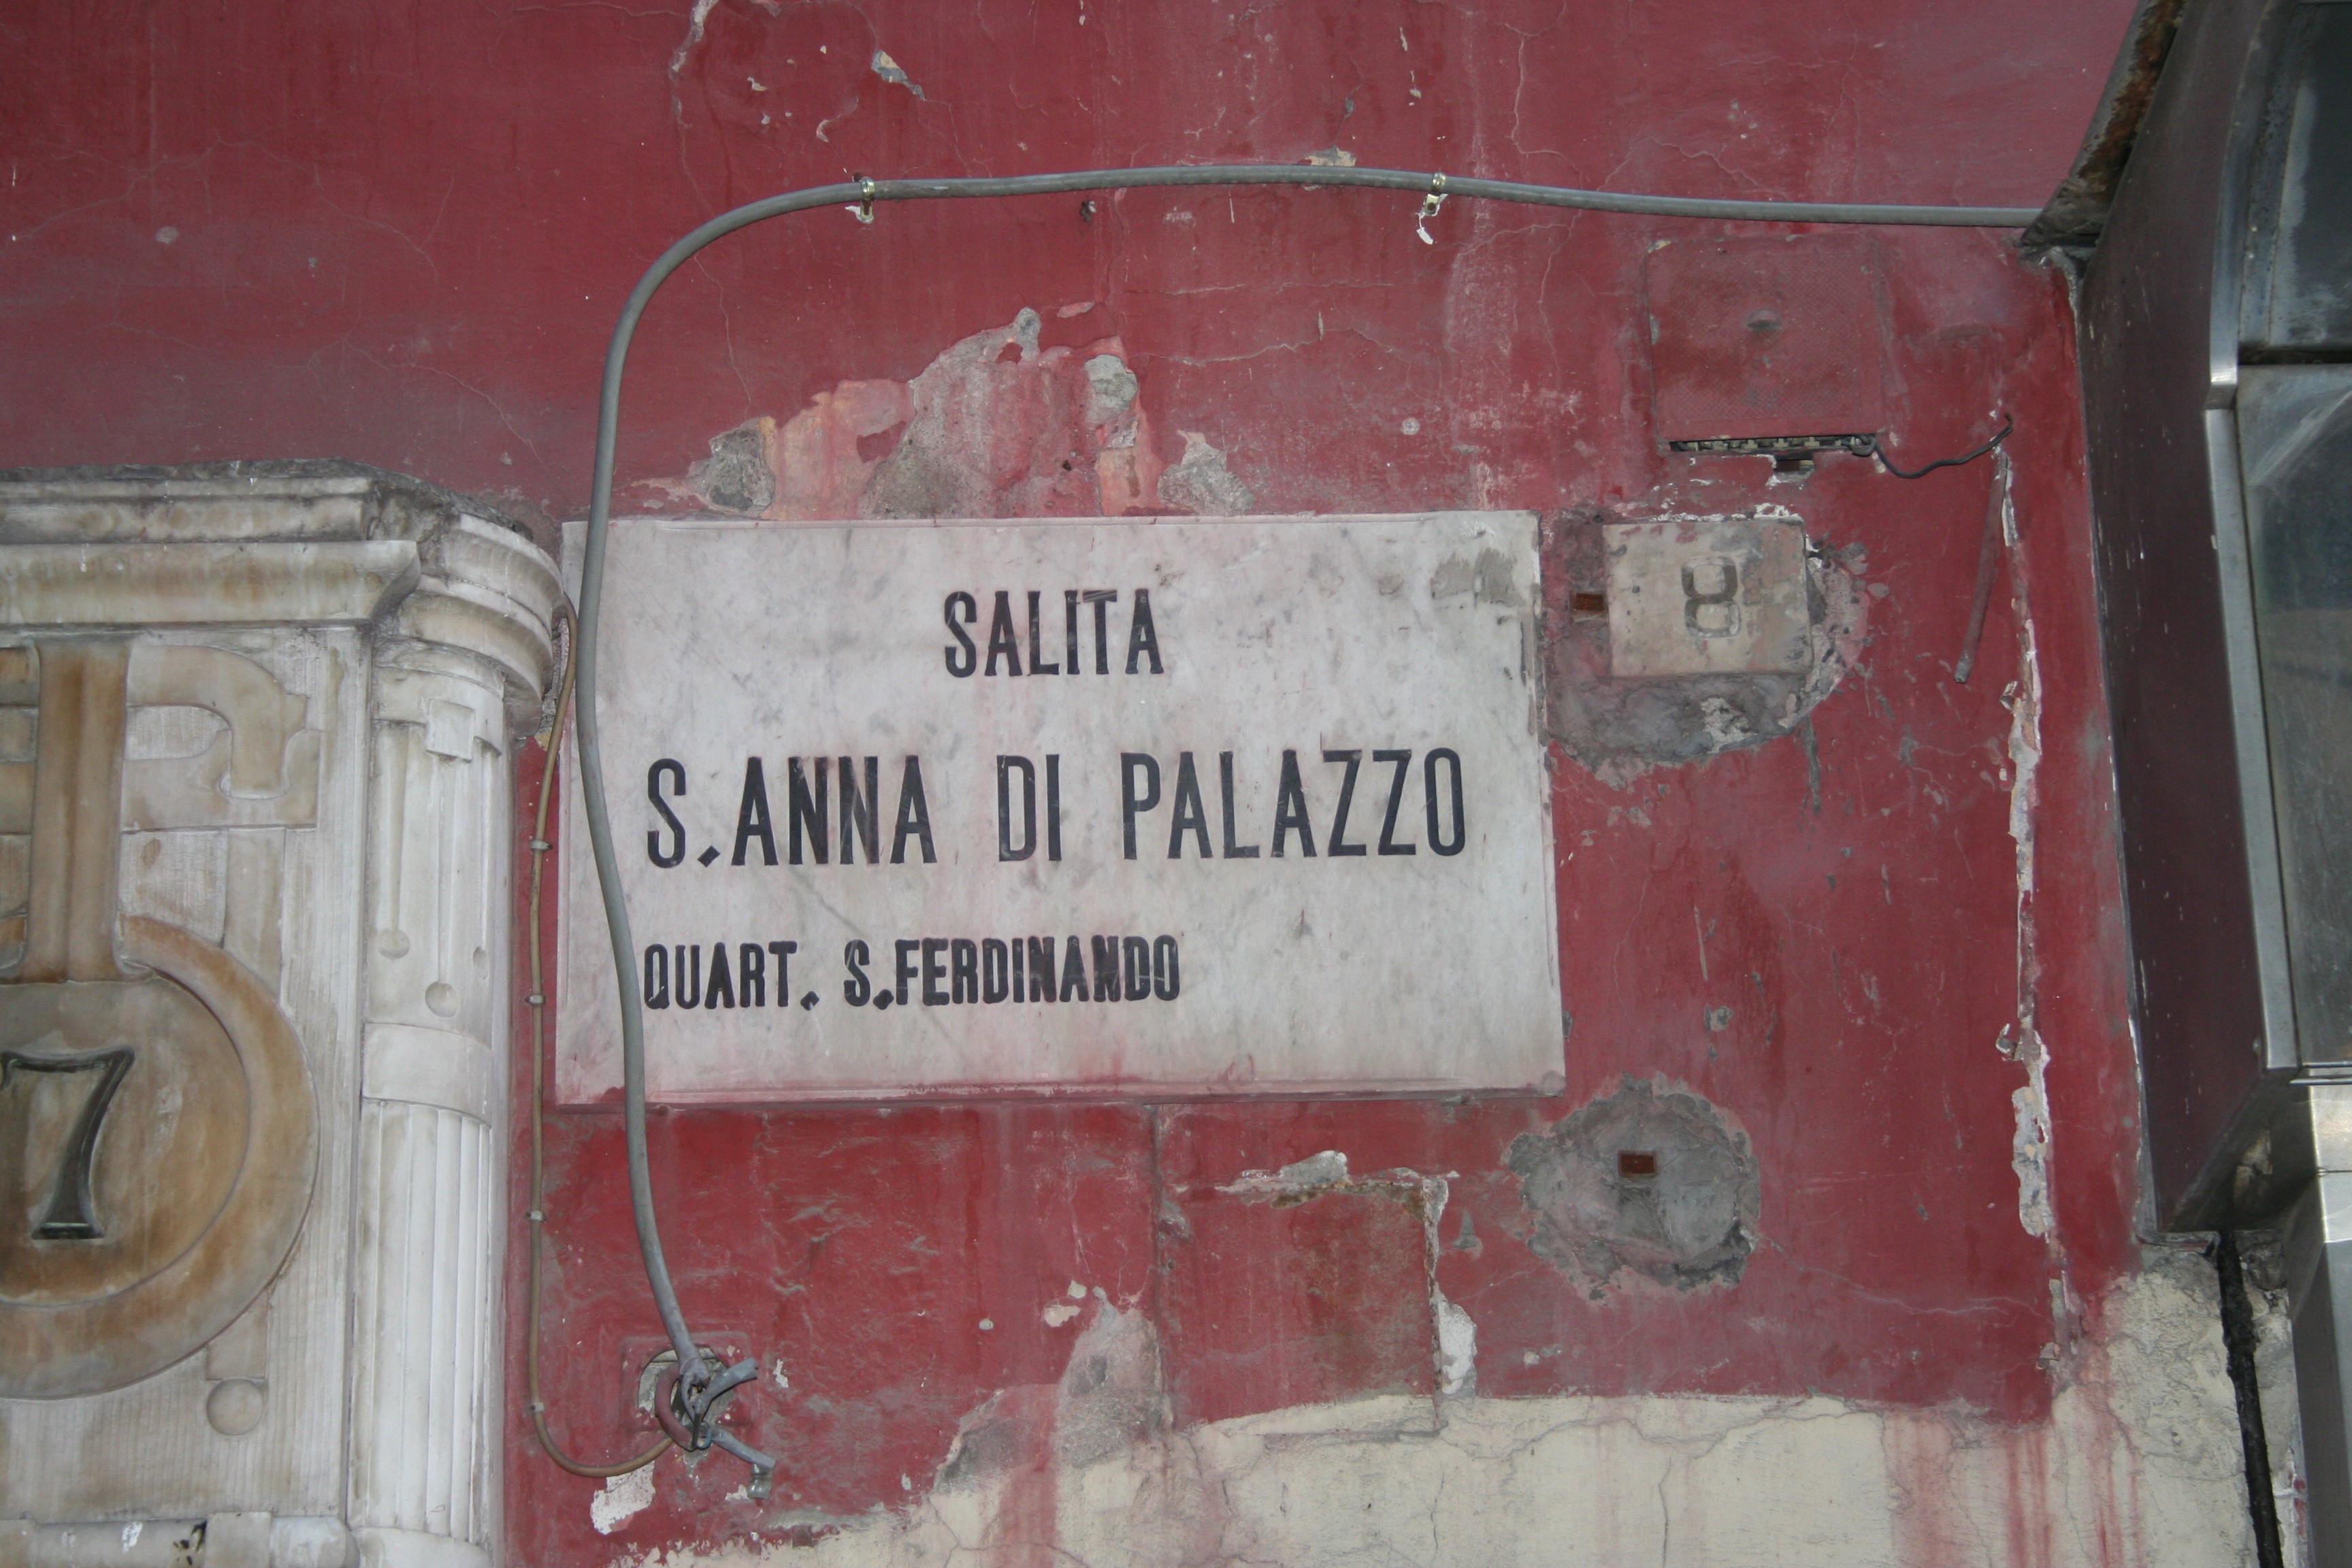 SALITA
S. ANNA DI PALAZZO
QUART. S. FERDINANDO
8
7